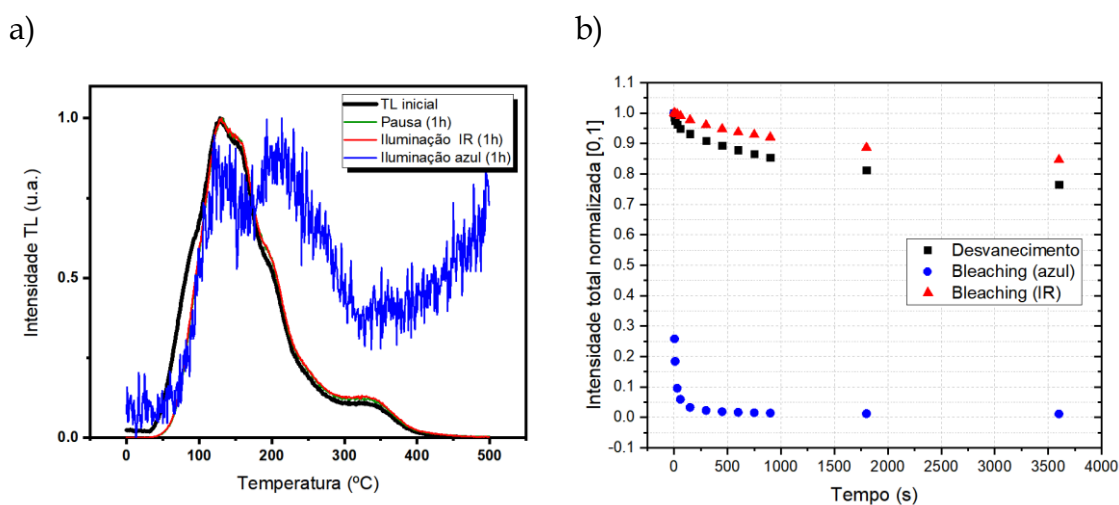 a)
Intensidade TL (u.a.)
1.0
0.5
0.0
TL inicial
Pausa (1h)
Iluminação IR (1h)
Iluminação azul (1h)
0 100 200 300 400 500
Temperatura (ºC)
b)
Intensidade total normalizada [0,1]
1.1
1.0
0.9
0.8
0.7
0.6
0.5
0.4
0.3
0.2
0.1
0.0
-0.1
Desvanecimento
Bleaching (azul)
Bleaching (IR)
0 500 1000 1500 2000 2500 3000 3500 4000
Tempo (s)